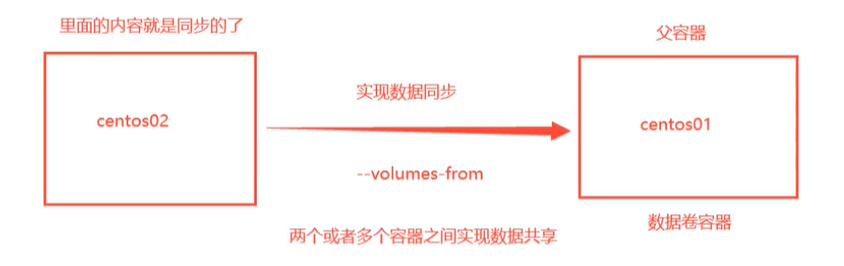 里面的内容就是同步的了
父容器
实现数据同步
centos02
centos01
--volumes-from
数据卷容器
两个或者多个容器之间实现数据共享